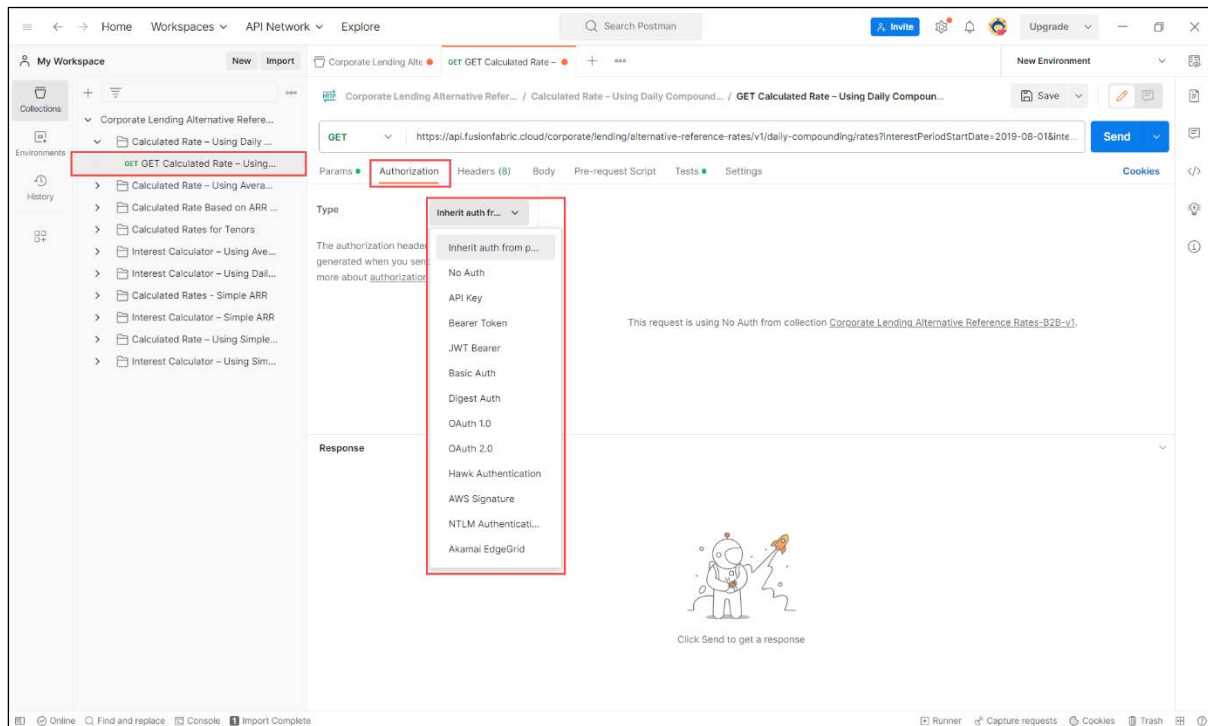 Home Workspaces API Network Explore Search Postman Invite Upgrade
My Workspace New Import Corporate Lending Alte GET GET Calculated Rate – New Environment
Collections
Environments
History
Corporate Lending Alternative Refere...
Calculated Rate – Using Daily ...
GET GET Calculated Rate – Using...
Calculated Rate – Using Avera...
Calculated Rate Based on ARR ...
Calculated Rates for Tenors
Interest Calculator – Using Ave...
Interest Calculator – Using Dail...
Calculated Rates - Simple ARR
Interest Calculator – Simple ARR
Calculated Rate – Using Simple...
Interest Calculator – Using Sim...
HTTP Corporate Lending Alternative Refer... / Calculated Rate – Using Daily Compound... / GET Calculated Rate – Using Daily Compoun... Save
GET https://api.fusionfabric.cloud/corporate/lending/alternative-reference-rates/v1/daily-compounding/rates?interestPeriodStartDate=2019-08-01&inte... Send
Params Authorization Headers (8) Body Pre-request Script Tests Settings Cookies
Type Inherit auth fr...
The authorization heade
generated when you sen
more about authorization
Inherit auth from p...
No Auth
API Key
Bearer Token
JWT Bearer
Basic Auth
Digest Auth
OAuth 1.0
OAuth 2.0
Hawk Authentication
AWS Signature
NTLM Authenticati...
Akamai EdgeGrid
This request is using No Auth from collection Corporate Lending Alternative Reference Rates-B2B-v1.
Response
Click Send to get a response
Online Find and replace Console 1 Import Complete Runner Capture requests Cookies Trash